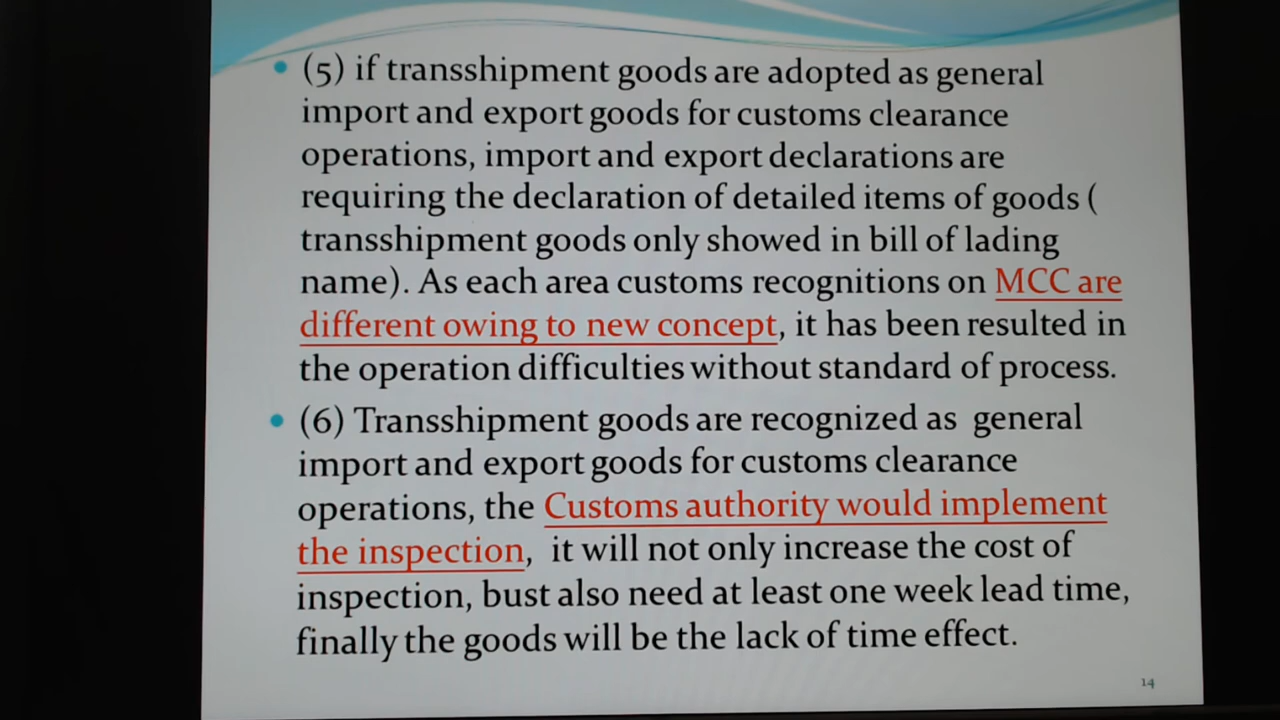 • (5) if transshipment goods are adopted as general
import and export goods for customs clearance
operations, import and export declarations are
requiring the declaration of detailed items of goods (
transshipment goods only showed in bill of lading
name). As each area customs recognitions on MCC are
different owing to new concept, it has been resulted in
the operation difficulties without standard of process.
• (6) Transshipment goods are recognized as general
import and export goods for customs clearance
operations, the Customs authority would implement
the inspection, it will not only increase the cost of
inspection, bust also need at least one week lead time,
finally the goods will be the lack of time effect.
14